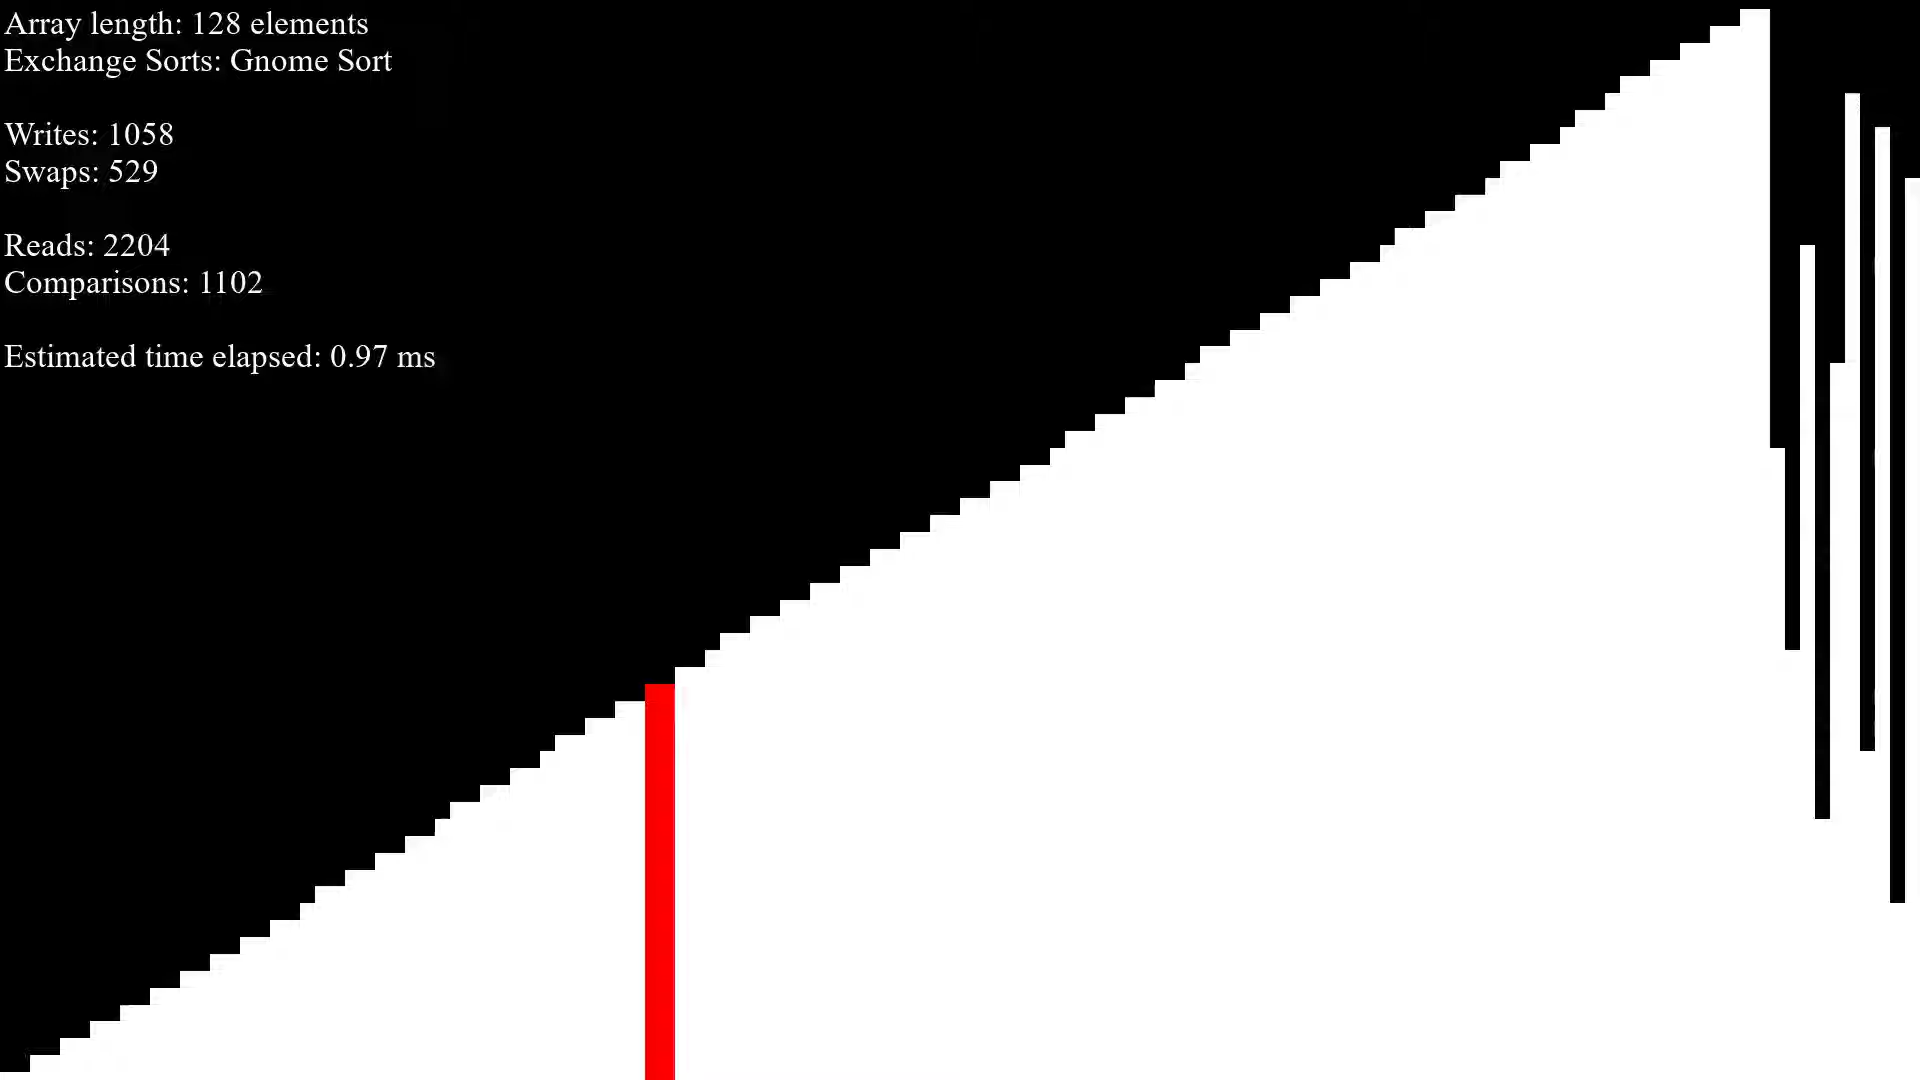 Array length: 128 elements
Exchange Sorts: Gnome Sort
Writes: 1058
Swaps: 529
Reads: 2204
Comparisons: 1102
Estimated time elapsed: 0.97 ms